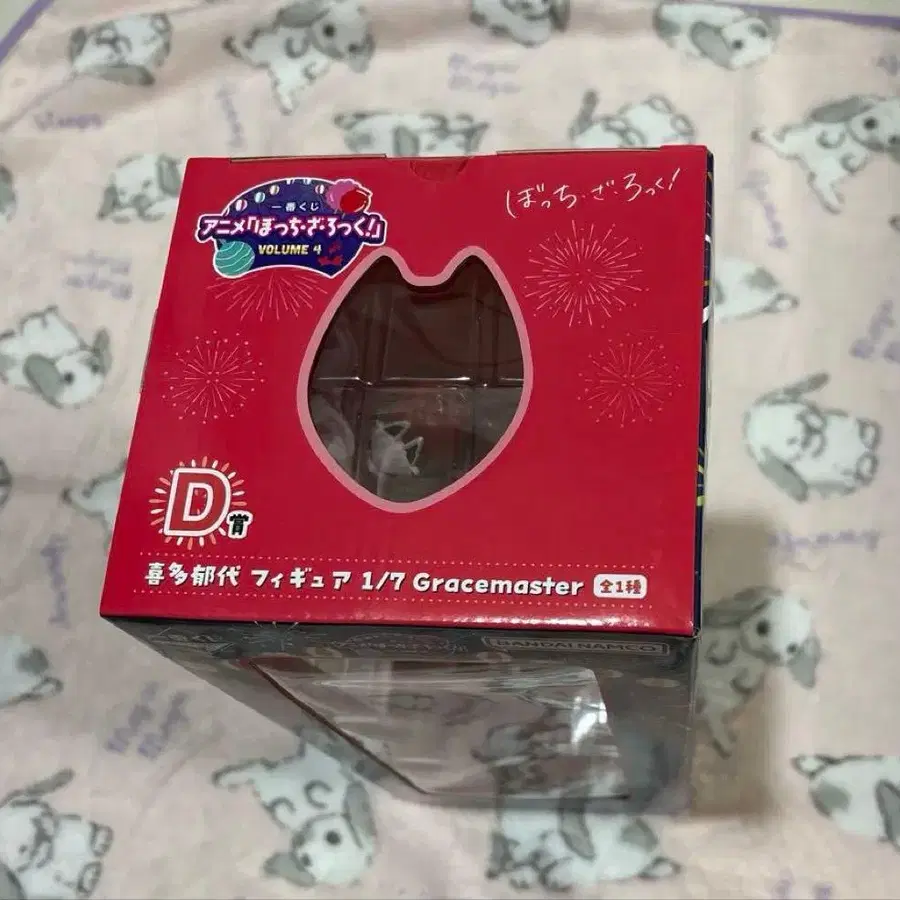 一番くじ
アニメ「ぼっち・ざ・ろっく!」
VOLUME 4
ぼっち・ざ・ろっく!
D賞
喜多郁代 フィギュア 1/7 Gracemaster 全1種
BANDAI NAMCO